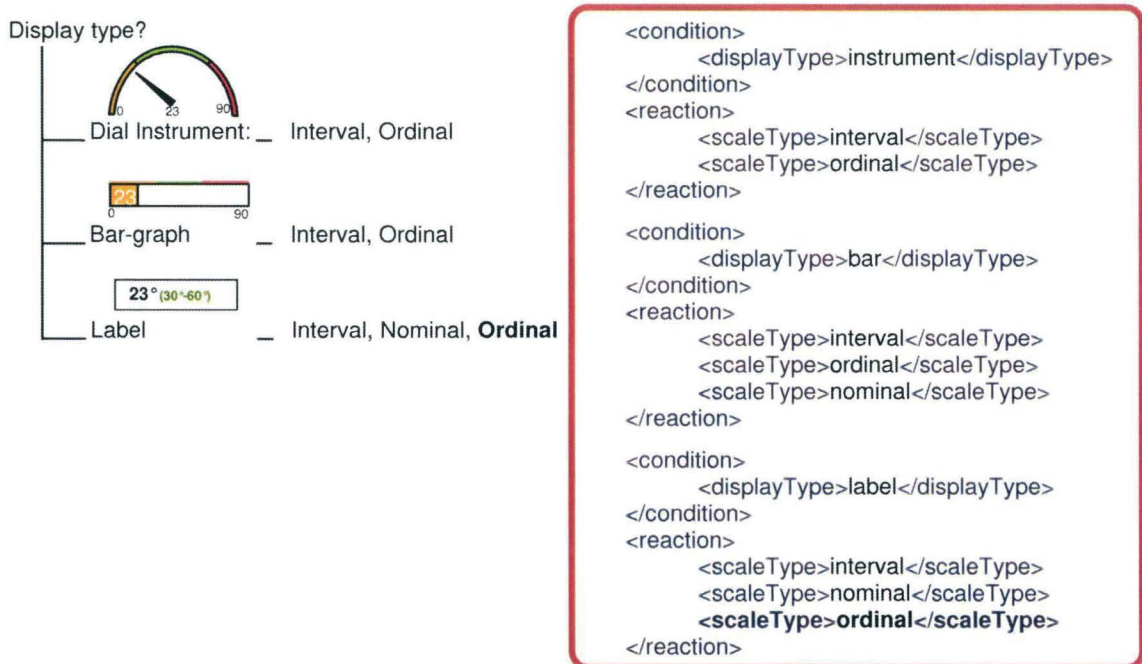 Display type?
0 23 90
Dial Instrument: _ Interval, Ordinal
23
0 90
Bar-graph _ Interval, Ordinal
23°(30°-60°)
Label _ Interval, Nominal, Ordinal
<condition>
<displayType>instrument</displayType>
</condition>
<reaction>
<scaleType>interval</scaleType>
<scaleType>ordinal</scaleType>
</reaction>
<condition>
<displayType>bar</displayType>
</condition>
<reaction>
<scaleType>interval</scaleType>
<scaleType>ordinal</scaleType>
<scaleType>nominal</scaleType>
</reaction>
<condition>
<displayType>label</displayType>
</condition>
<reaction>
<scaleType>interval</scaleType>
<scaleType>nominal</scaleType>
<scaleType>ordinal</scaleType>
</reaction>